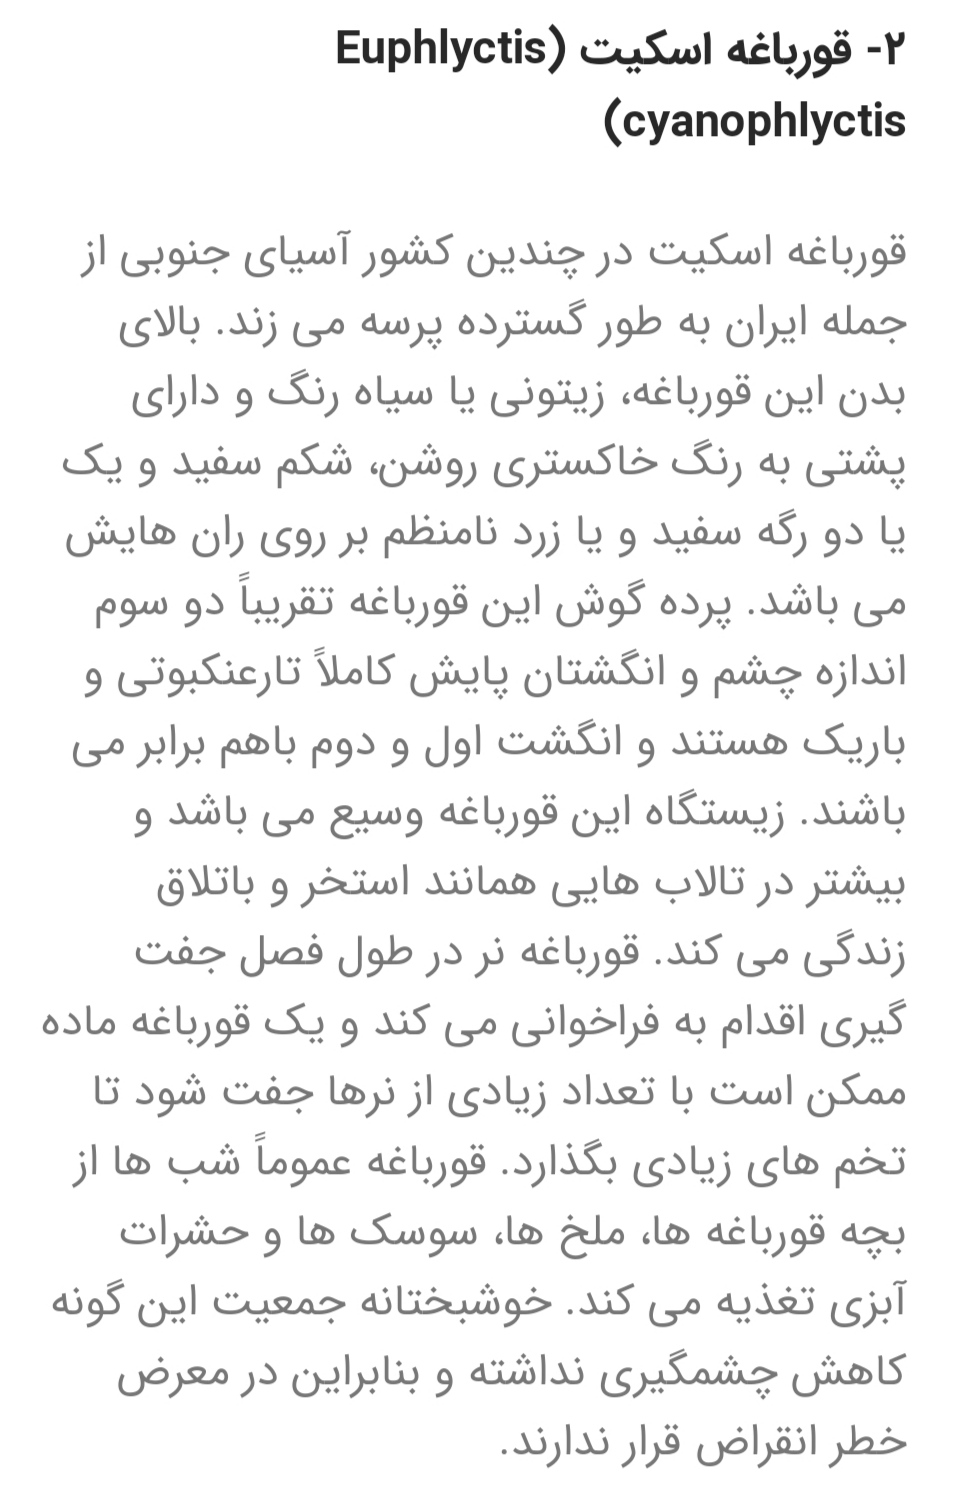 ۲- قورباغه اسکیت (Euphlyctis
cyanophlyctis)
قورباغه اسکیت در چندین کشور آسیای جنوبی از
جمله ایران به طور گسترده پرسه می زند. بالای
بدن این قورباغه، زیتونی یا سیاه رنگ و دارای
پشتی به رنگ خاکستری روشن، شکم سفید و یک
یا دو رگه سفید و یا زرد نامنظم بر روی ران هایش
می باشد. پرده گوش این قورباغه تقریباً دو سوم
اندازه چشم و انگشتان پایش کاملاً تارعنکبوتی و
باریک هستند و انگشت اول و دوم باهم برابر می
باشند. زیستگاه این قورباغه وسیع می باشد و
بیشتر در تالاب هایی همانند استخر و باتلاق
زندگی می کند. قورباغه نر در طول فصل جفت
گیری اقدام به فراخوانی می کند و یک قورباغه ماده
ممکن است با تعداد زیادی از نرها جفت شود تا
تخم های زیادی بگذارد. قورباغه عموماً شب ها از
بچه قورباغه ها، ملخ ها، سوسک ها و حشرات
آبزی تغذیه می کند. خوشبختانه جمعیت این گونه
کاهش چشمگیری نداشته و بنابراین در معرض
خطر انقراض قرار ندارند.